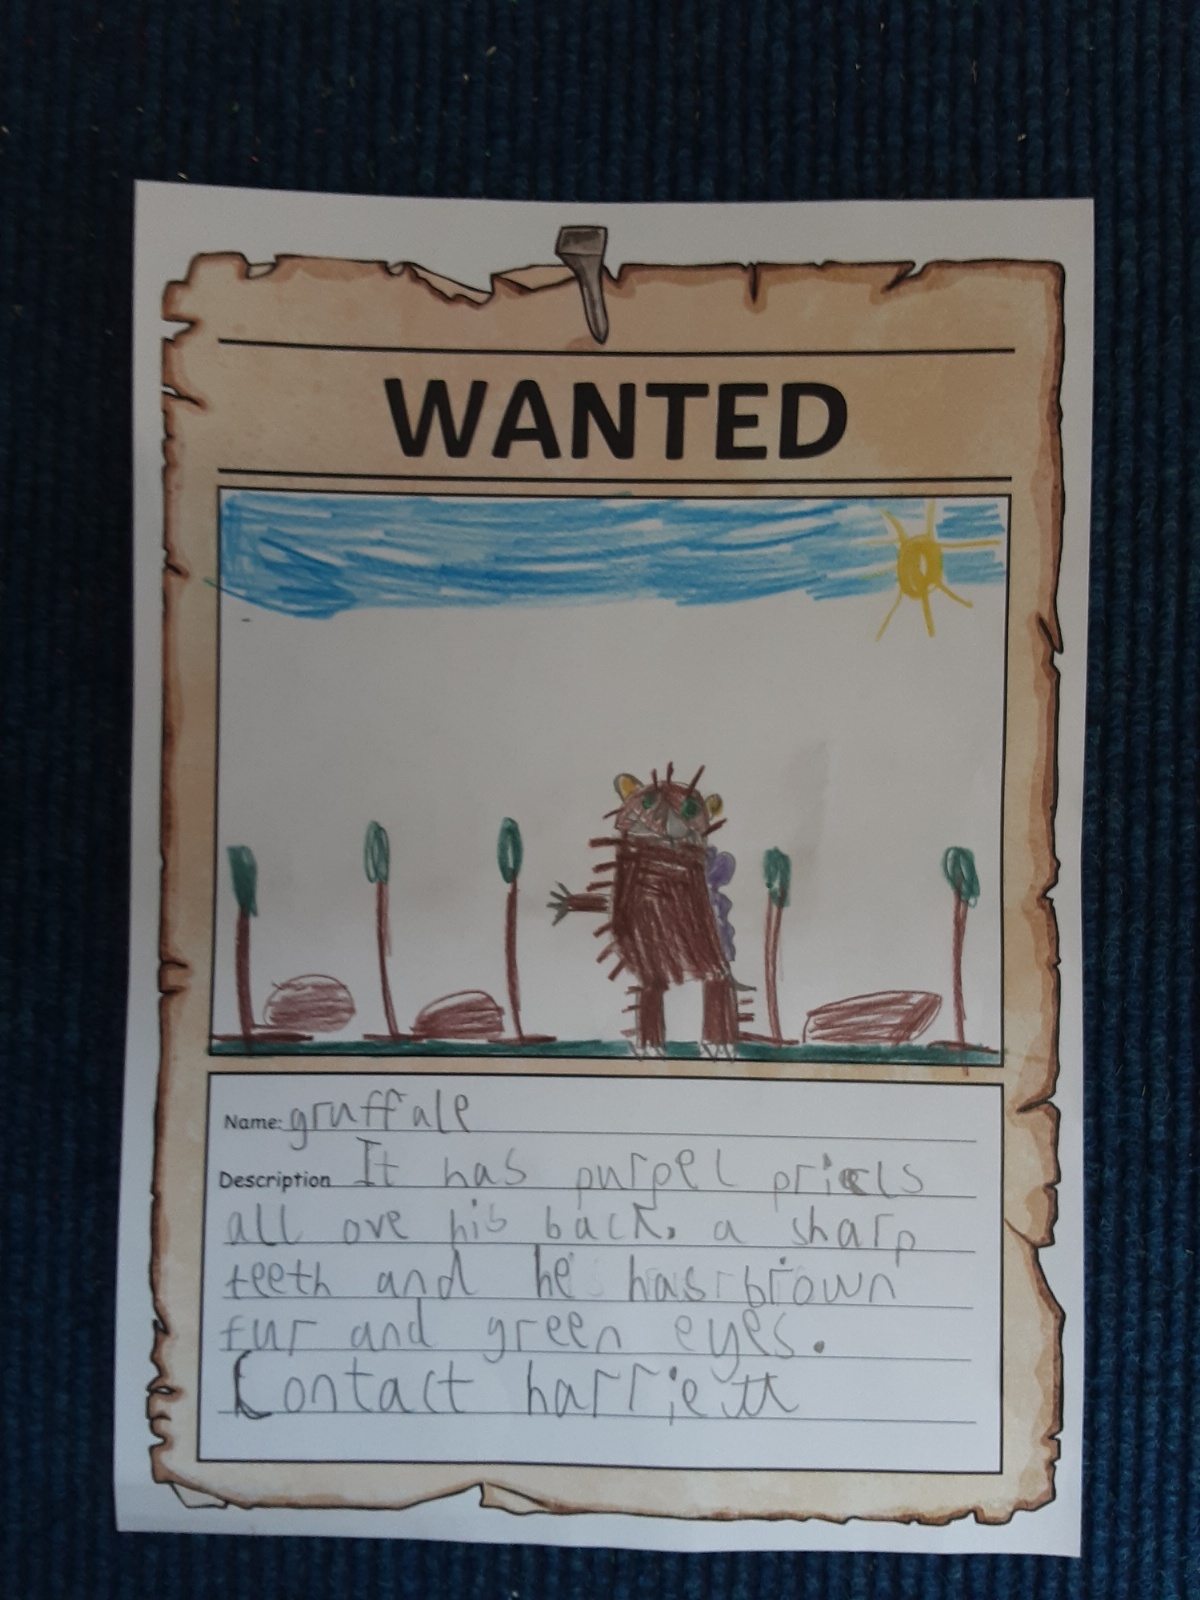 WANTED
Name: gruffale
Description It has purpel pricls
all ove his back, a sharp
teeth and he has brown
fur and green eyes.
Contact harriett